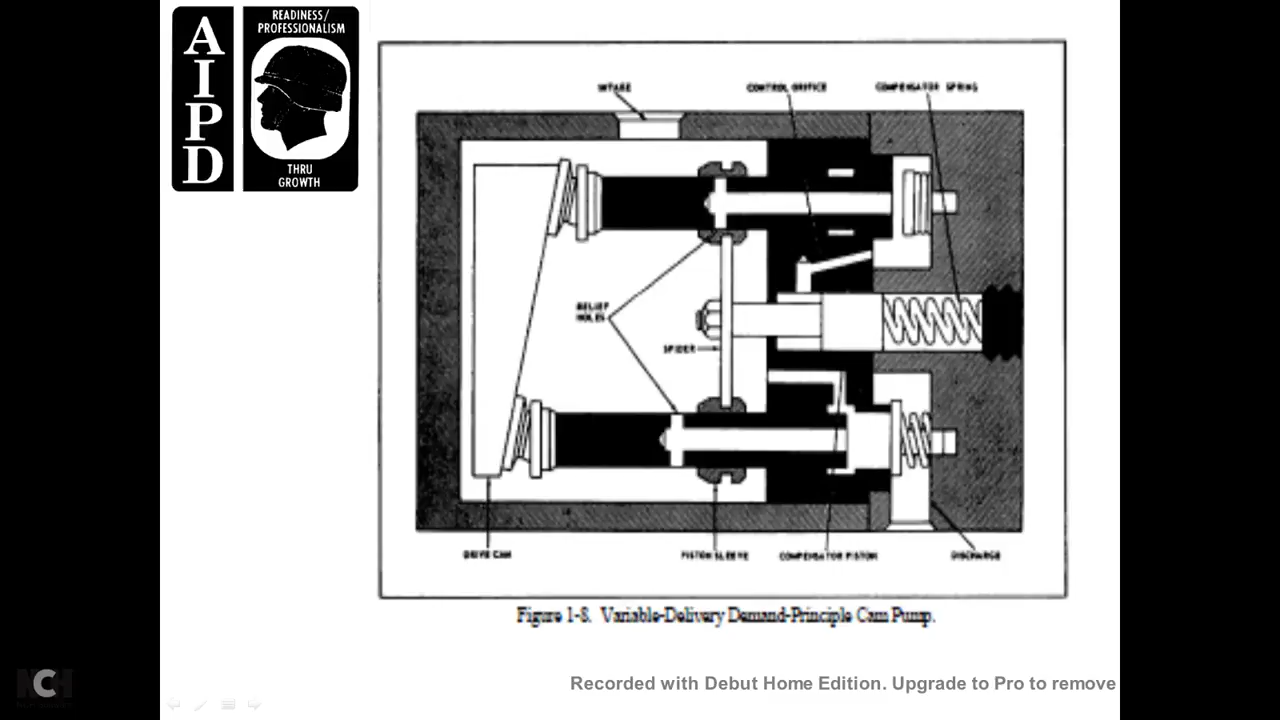 AIPD
READINESS/
PROFESSIONALISM
THRU
GROWTH
INTAKE
CONTROL ORIFICE
COMPENSATOR SPRING
RELIEF
HOLES
SPIDER
DRIVE CAM
PISTON SLEEVE
COMPENSATOR PISTON
DISCHARGE
Figure 1-8. Variable-Delivery Demand-Principle Cam Pump.
Recorded with Debut Home Edition. Upgrade to Pro to remove
NCH